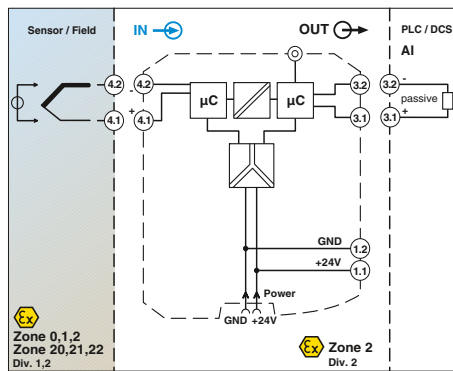 Sensor / Field
IN
OUT
PLC / DCS
AI
4.2
4.2
-
µC
µC
3.2
3.2
-
passive
+
4.1
4.1
3.1
3.1
+
GND
1.2
+24V
1.1
Power
GND +24V
Ex
Zone 0,1,2
Zone 20,21,22
Div. 1,2
Ex
Zone 2
Div. 2